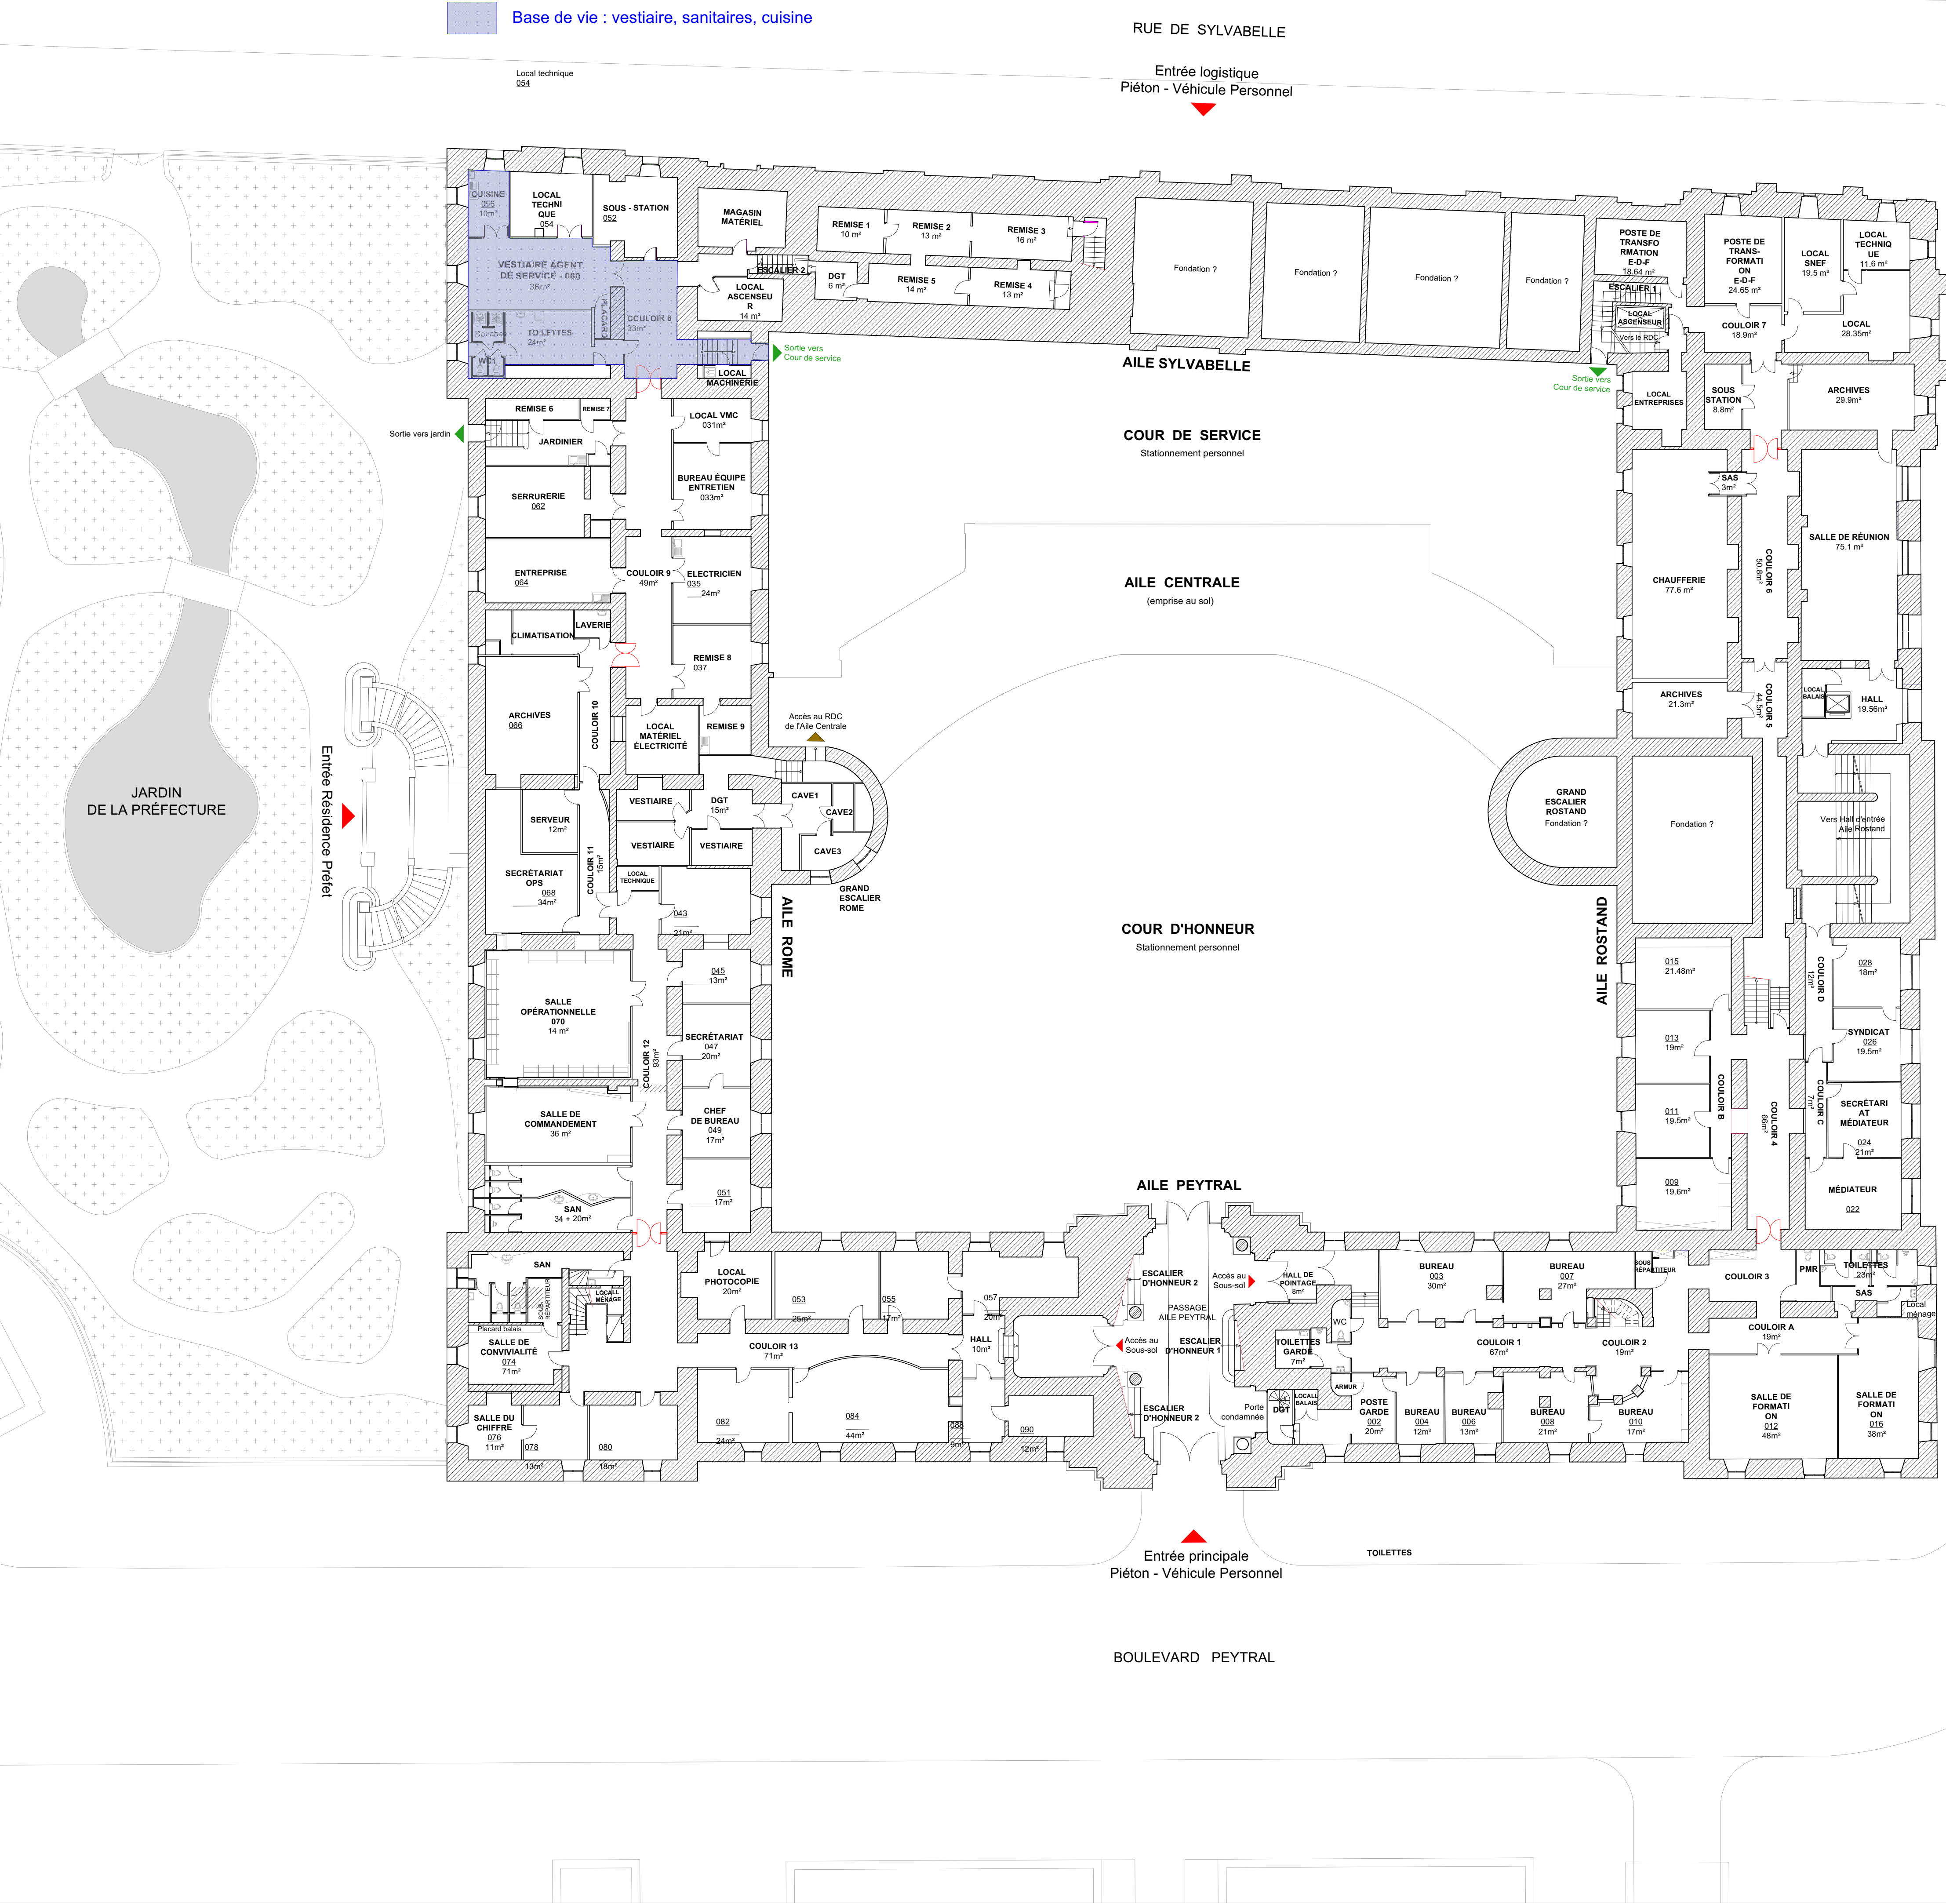 Base de vie : vestiaire, sanitaires, cuisine
RUE DE SYLVABELLE
Local technique
054
Entrée logistique
Piéton - Véhicule Personnel
CUISINE
056
10m²
LOCAL
TECHNI
QUE
054
SOUS - STATION
052
MAGASIN
MATÉRIEL
REMISE 1
10 m²
REMISE 2
13 m²
REMISE 3
16 m²
VESTIAIRE AGENT
DE SERVICE - 060
36m²
ESCALIER 2
DGT
6 m²
REMISE 5
14 m²
REMISE 4
13 m²
LOCAL
ASCENSEU
R
14 m²
Fondation ?
Fondation ?
Fondation ?
Fondation ?
POSTE DE
TRANSFO
RMATION
E-D-F
18.64 m²
POSTE DE
TRANS-
FORMATI
ON
E-D-F
24.65 m²
LOCAL
SNEF
19.5 m²
LOCAL
TECHNIQ
UE
11.6 m²
ESCALIER 1
LOCAL
ASCENSEUR
Vers le RDC
COULOIR 7
18.9m²
LOCAL
28.35m²
PLACARD
COULOIR 8
33m²
Douches
TOILETTES
24m²
WC1
LOCAL
MACHINERIE
Sortie vers
Cour de service
AILE SYLVABELLE
Sortie vers
Cour de service
LOCAL
ENTREPRISES
SOUS
STATION
8.8m²
ARCHIVES
29.9m²
REMISE 6
REMISE 7
LOCAL VMC
031m²
Sortie vers jardin
JARDINIER
COUR DE SERVICE
Stationnement personnel
BUREAU ÉQUIPE
ENTRETIEN
033m²
SERRURERIE
062
SAS
3m²
SALLE DE RÉUNION
75.1 m²
COULOIR 6
50.8m²
CHAUFFERIE
77.6 m²
ENTREPRISE
064
COULOIR 9
49m²
ELECTRICIEN
035
24m²
AILE CENTRALE
(emprise au sol)
LAVERIE
CLIMATISATION
REMISE 8
037
ARCHIVES
21.3m²
COULOIR 5
44.5m²
LOCAL
BALAIS
HALL
19.56m²
ARCHIVES
066
COULOIR 10
LOCAL
MATÉRIEL
ÉLECTRICITÉ
REMISE 9
Accès au RDC
de l'Aile Centrale
Entrée Résidence Préfet
JARDIN
DE LA PRÉFECTURE
VESTIAIRE
DGT
15m²
CAVE1
CAVE2
CAVE3
SERVEUR
12m²
VESTIAIRE
VESTIAIRE
GRAND
ESCALIER
ROSTAND
Fondation ?
Fondation ?
Vers Hall d'entrée
Aile Rostand
COULOIR 11
15m²
SECRÉTARIAT
OPS
068
34m²
LOCAL
TECHNIQUE
043
21m²
GRAND
ESCALIER
ROME
AILE ROME
COUR D'HONNEUR
Stationnement personnel
AILE ROSTAND
045
13m²
SALLE
OPÉRATIONNELLE
070
14 m²
SECRÉTARIAT
047
20m²
COULOIR 12
93m²
015
21.48m²
COULOIR D
12m²
028
18m²
013
19m²
SYNDICAT
026
19.5m²
SALLE DE
COMMANDEMENT
36 m²
CHEF
DE BUREAU
049
17m²
011
19.5m²
COULOIR B
COULOIR 4
66m²
COULOIR C
7m²
SECRÉTARI
AT
MÉDIATEUR
024
21m²
051
17m²
009
19.6m²
MÉDIATEUR
022
SAN
34 + 20m²
AILE PEYTRAL
SAN
SOUS-
RÉPARTITEUR
LOCALL
MÉNAGE
LOCAL
PHOTOCOPIE
20m²
053
25m²
055
17m²
057
20m²
ESCALIER
D'HONNEUR 2
Accès au
Sous-sol
HALL DE
POINTAGE
8m²
BUREAU
003
30m²
BUREAU
007
27m²
SOUS
RÉPARTITEUR
COULOIR 3
PMR
TOILETTES
23m²
SAS
Local
ménage
PASSAGE
AILE PEYTRAL
Placard balais
SALLE DE
CONVIVIALITÉ
074
71m²
COULOIR 13
71m²
HALL
10m²
Accès au
Sous-sol
ESCALIER
D'HONNEUR 1
TOILETTES
GARDE
7m²
WC
COULOIR 1
67m²
COULOIR 2
19m²
COULOIR A
19m²
SALLE DU
CHIFFRE
076
11m²
078
13m²
080
18m²
082
24m²
084
44m²
088
9m²
090
12m²
ESCALIER
D'HONNEUR 2
Porte
condamnée
DGT
LOCALL
BALAIS
ARMUR
POSTE
GARDE
002
20m²
BUREAU
004
12m²
BUREAU
006
13m²
BUREAU
008
21m²
BUREAU
010
17m²
SALLE DE
FORMATI
ON
012
48m²
SALLE DE
FORMATI
ON
016
38m²
Entrée principale
Piéton - Véhicule Personnel
TOILETTES
BOULEVARD PEYTRAL